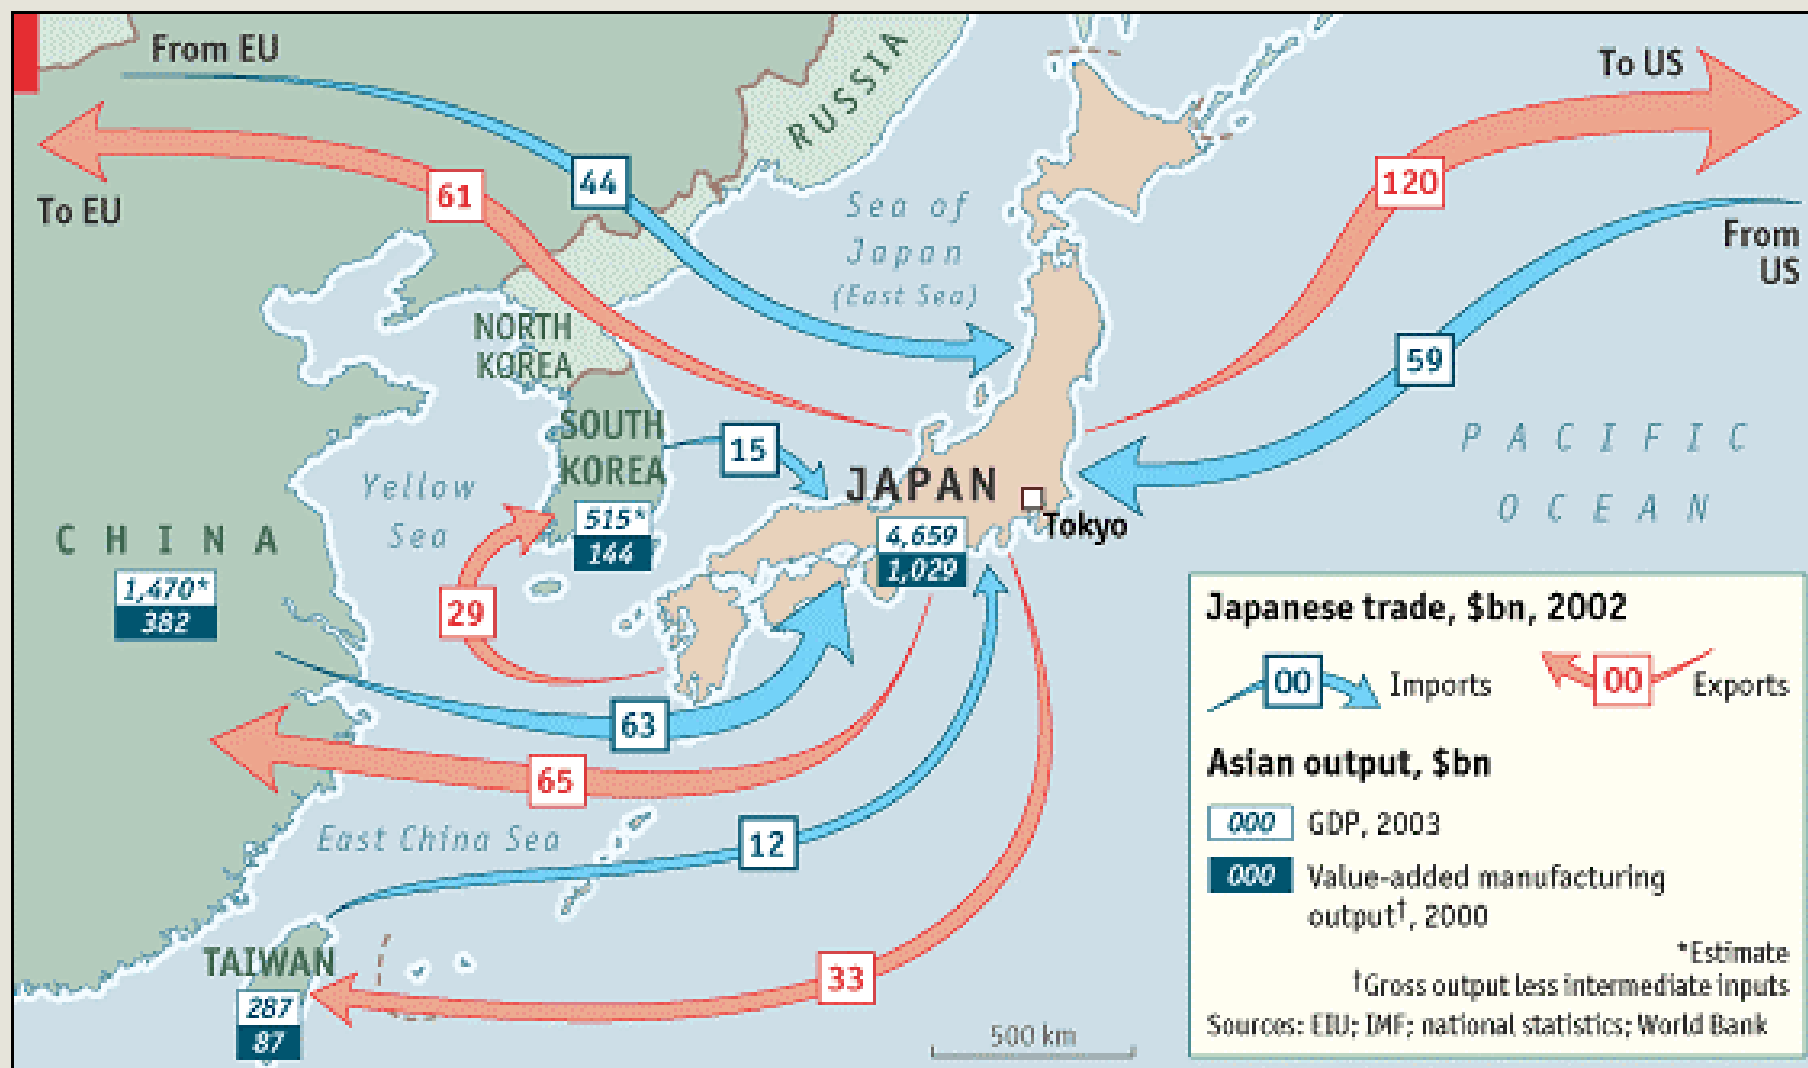 From EU
To EU
61
44
RUSSIA
Sea of
Japan
(East Sea)
To US
120
From
US
59
NORTH
KOREA
SOUTH
KOREA
515*
144
15
JAPAN
4,659
1,029
Tokyo
PACIFIC
OCEAN
Yellow
Sea
CHINA
1,470*
382
29
63
65
East China Sea
12
TAIWAN
287
87
33
500 km
Japanese trade, $bn, 2002
00 Imports
00 Exports
Asian output, $bn
000 GDP, 2003
000 Value-added manufacturing
output†, 2000
*Estimate
†Gross output less intermediate inputs
Sources: EIU; IMF; national statistics; World Bank